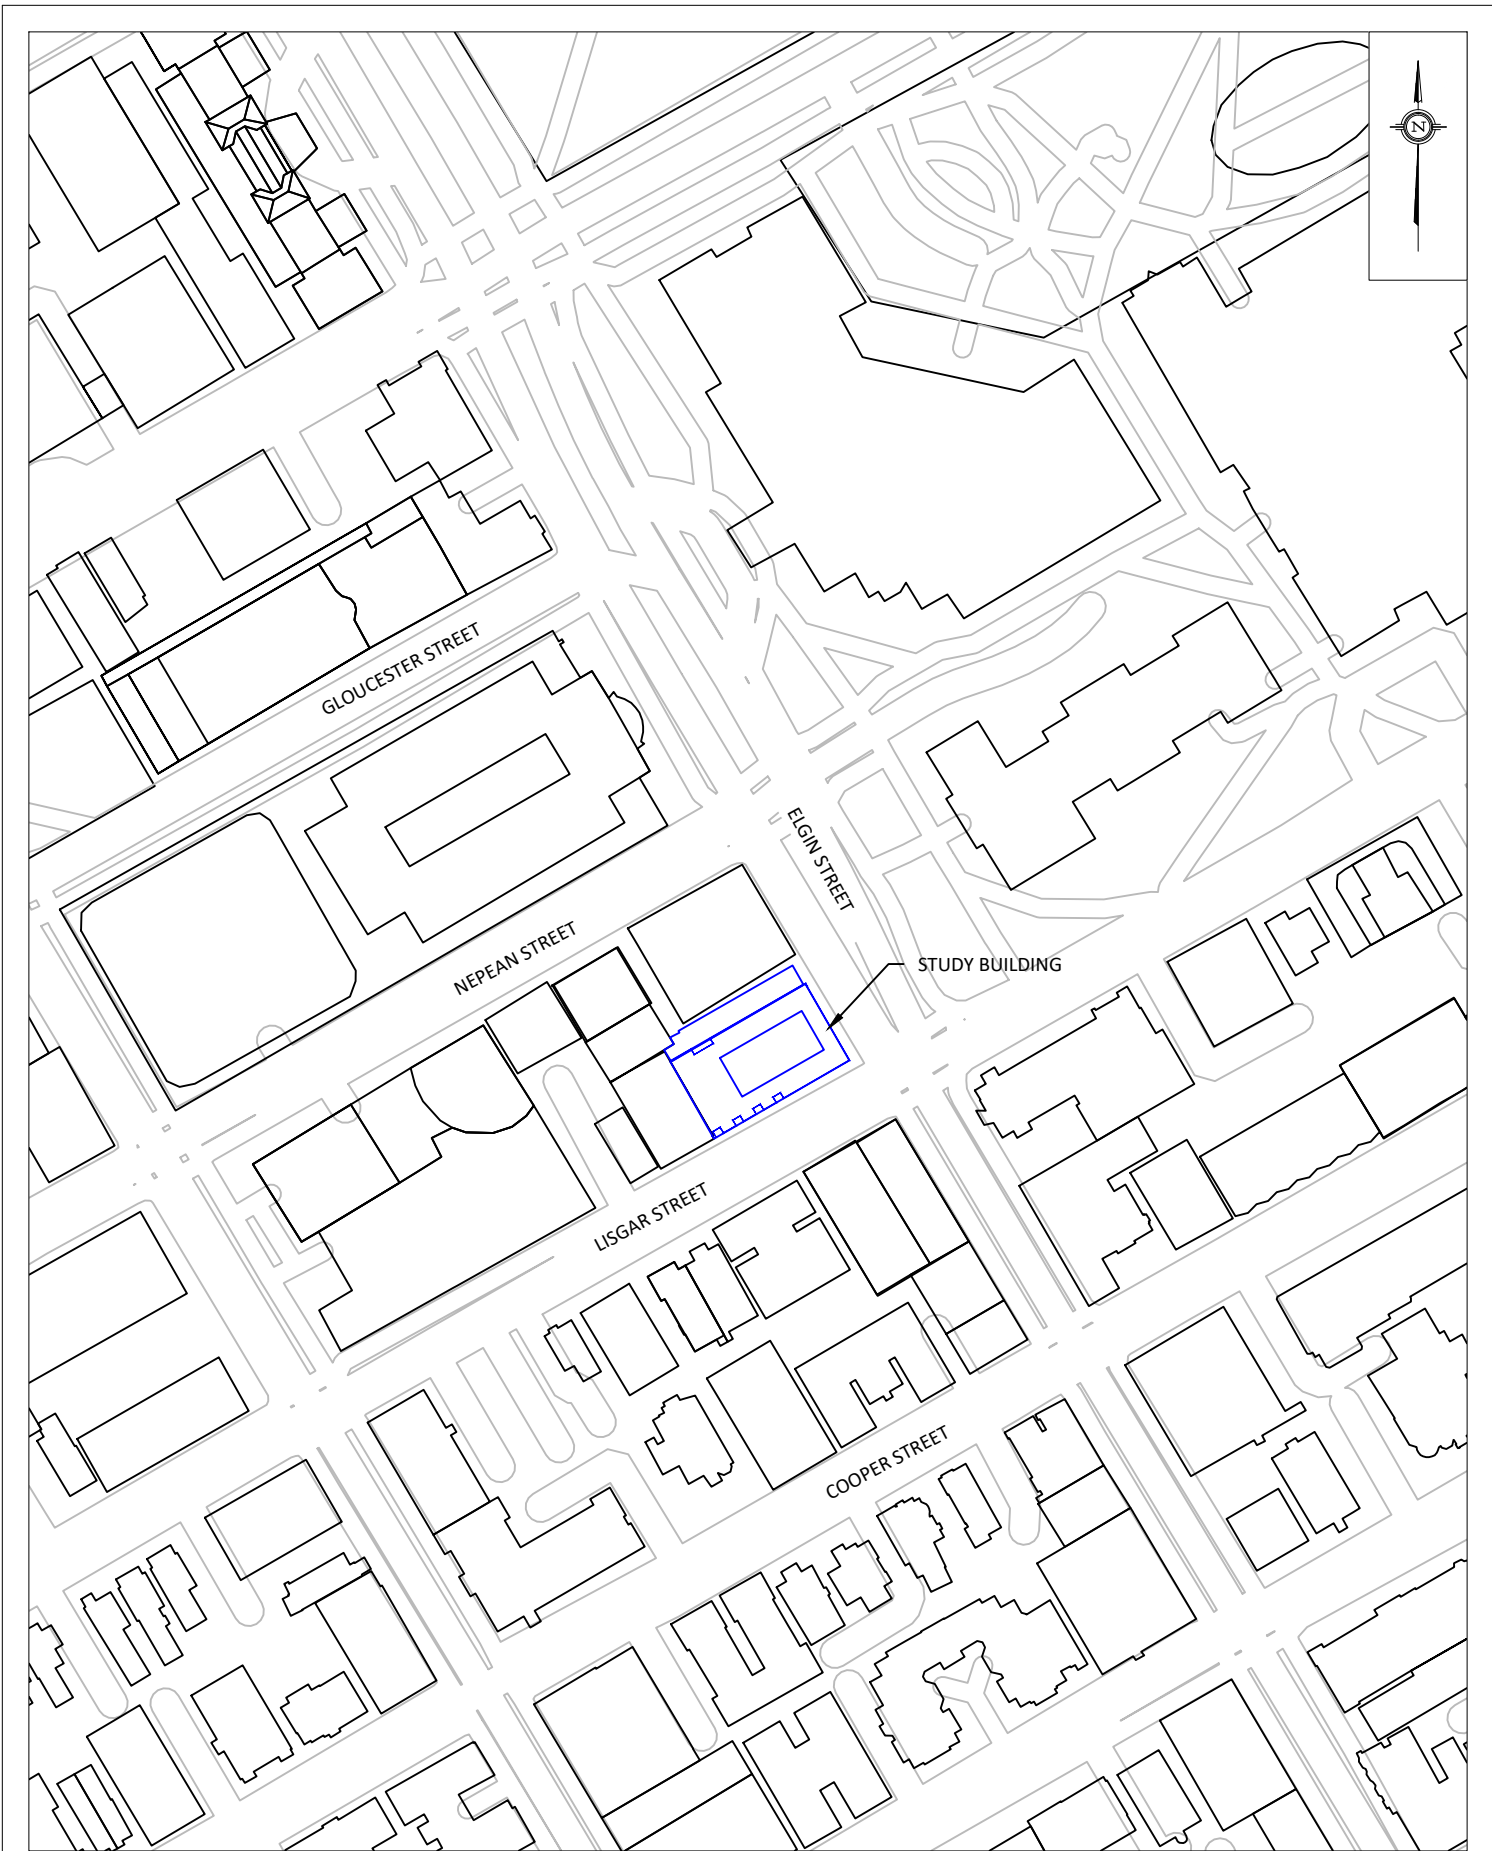 N
GLOUCESTER STREET
ELGIN STREET
NEPEAN STREET
STUDY BUILDING
LISGAR STREET
COOPER STREET